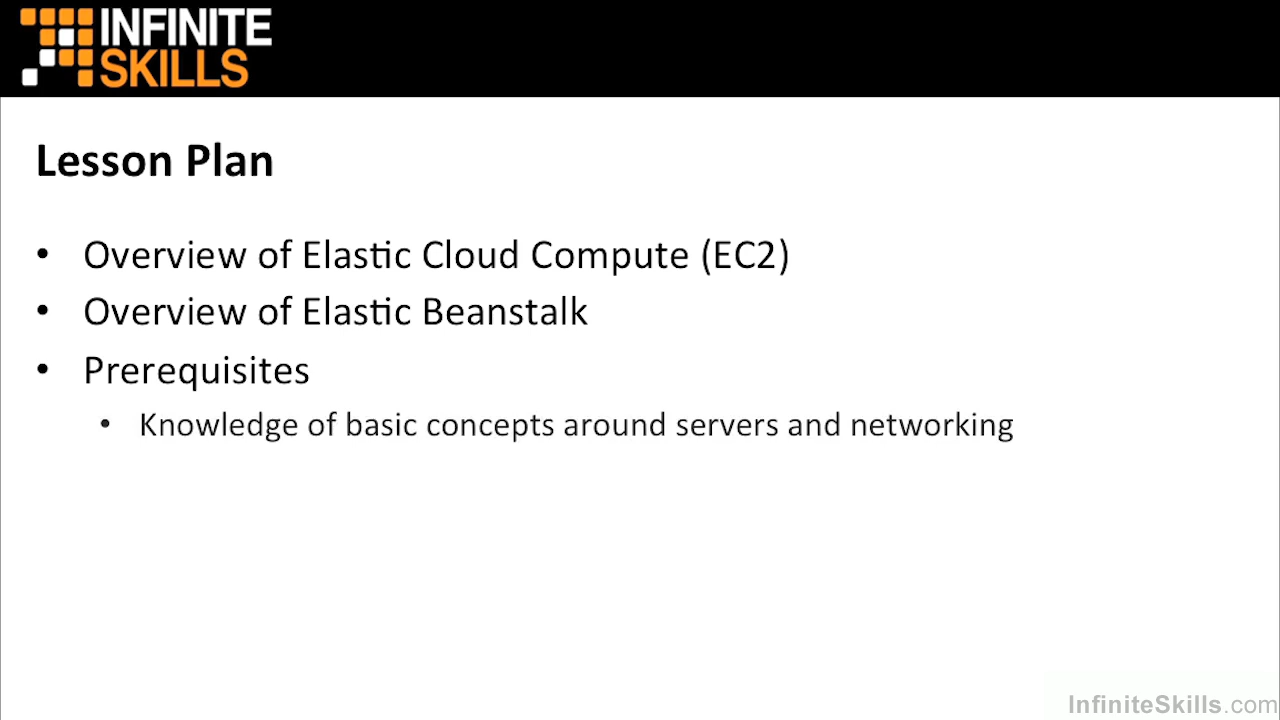 INFINITE
SKILLS
Lesson Plan
• Overview of Elastic Cloud Compute (EC2)
• Overview of Elastic Beanstalk
• Prerequisites
• Knowledge of basic concepts around servers and networking
InfiniteSkills.com